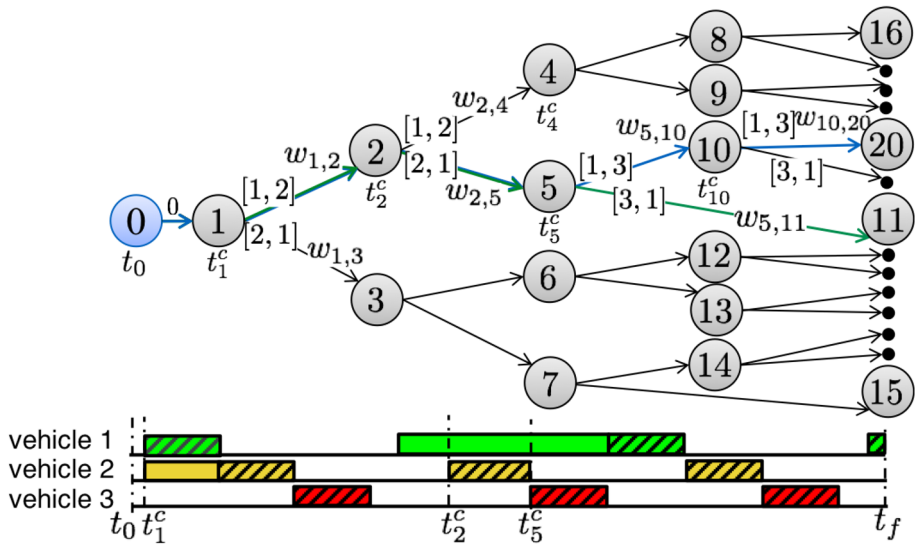 8
16
4
w_{2,4}
t_4^c
9
[1, 2]
w_{1,2}
2
t_2^c
[2, 1]
w_{2,5}
w_{5,10}
[1, 3]
10
t_{10}^c
[1, 3]
w_{10,20}
20
[3, 1]
5
t_5^c
[3, 1]
w_{5,11}
11
0
t_0
0
1
t_1^c
[1, 2]
[2, 1]
w_{1,3}
3
6
12
13
7
14
15
vehicle 1
vehicle 2
vehicle 3
t_0 t_1^c t_2^c t_5^c t_f